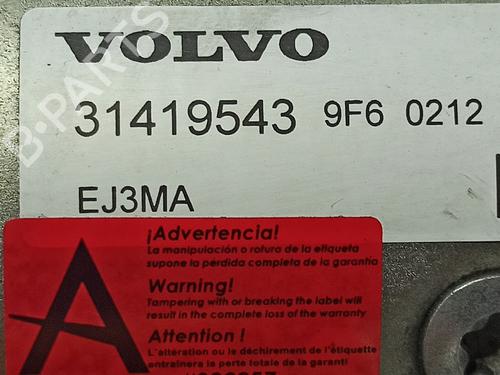 VOLVO
31419543 9F6 0212
EJ3MA
B-PARTS
¡Advertencia!
La manipulación o rotura de la etiqueta
supone la pérdida completa de la garantía
Warning!
Tampering with or breaking the label will
result in the complete loss of the warranty
Attention !
L'altération ou le déchirement de l'étiquette
entraînera la perte totale de la garanti